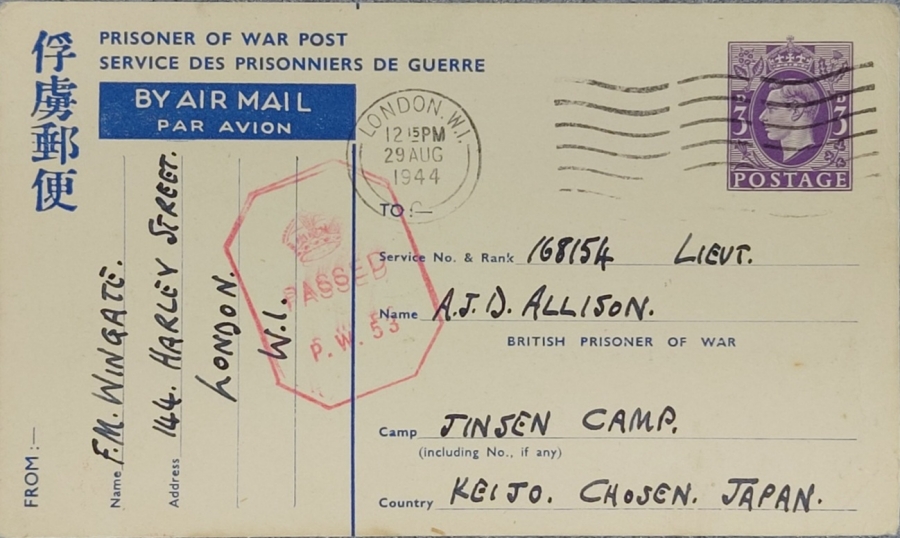 俘虜郵便
PRISONER OF WAR POST
SERVICE DES PRISONNIERS DE GUERRE
BY AIR MAIL
PAR AVION
LONDON. W.1.
12 15 PM
29 AUG
1944
3 3
POSTAGE
PASSED
P.W. 53
TO :—
Service No. & Rank 168154 LIEUT.
Name A.J.D. ALLISON.
BRITISH PRISONER OF WAR
Camp JINSEN CAMP.
(including No., if any)
Country KEIJO. CHOSEN. JAPAN.
FROM :—
Name F.M. WINGATE.
Address 144. HARLEY STREET.
LONDON.
W.1.